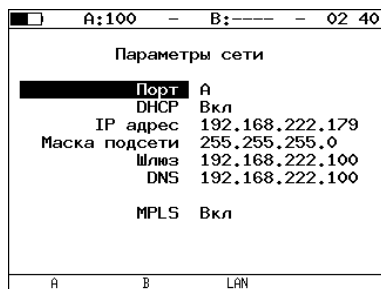 A:100 – B:---- – 02 40
Параметры сети
Порт A
DHCP Вкл
IP адрес 192.168.222.179
Маска подсети 255.255.255.0
Шлюз 192.168.222.100
DNS 192.168.222.100
MPLS Вкл
A B LAN